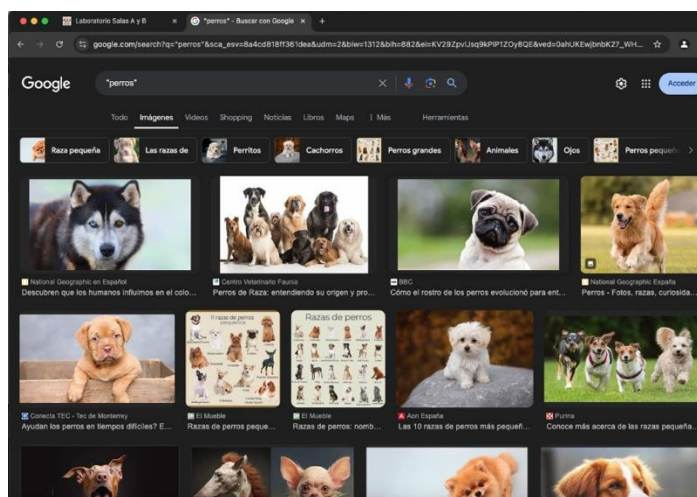 Laboratorio Salas A y B
"perros" - Buscar con Google
google.com/search?q="perros"&sca_esv=8a4cd818ff361dea&udm=2&biw=1312&bih=882&ei=KV29ZpviJsq9kPIP1ZOy8QE&ved=0ahUKEwjbnbK27_WH...
Google
"perros"
Acceder
Todo Imágenes Videos Shopping Noticias Libros Maps Más Herramientas
Raza pequeña
Las razas de
Perritos
Cachorros
Perros grandes
Animales
Ojos
Perros pequeñ
National Geographic en Español
Descubren que los humanos influimos en el colo...
Centro Veterinario Faunia
Perros de Raza: entendiendo su origen y pro...
BBC
Cómo el rostro de los perros evolucionó para ent...
National Geographic España
Perros - Fotos, razas, curiosida...
11 razas de perros
pequeños
Razas de perros
Conecta TEC - Tec de Monterrey
Ayudan los perros en tiempos difíciles? E...
El Mueble
Razas de perros peque...
El Mueble
Razas de perros: nomb...
Aon España
Las 10 razas de perros más pequeñ...
Purina
Conoce más acerca de las razas pequeña...